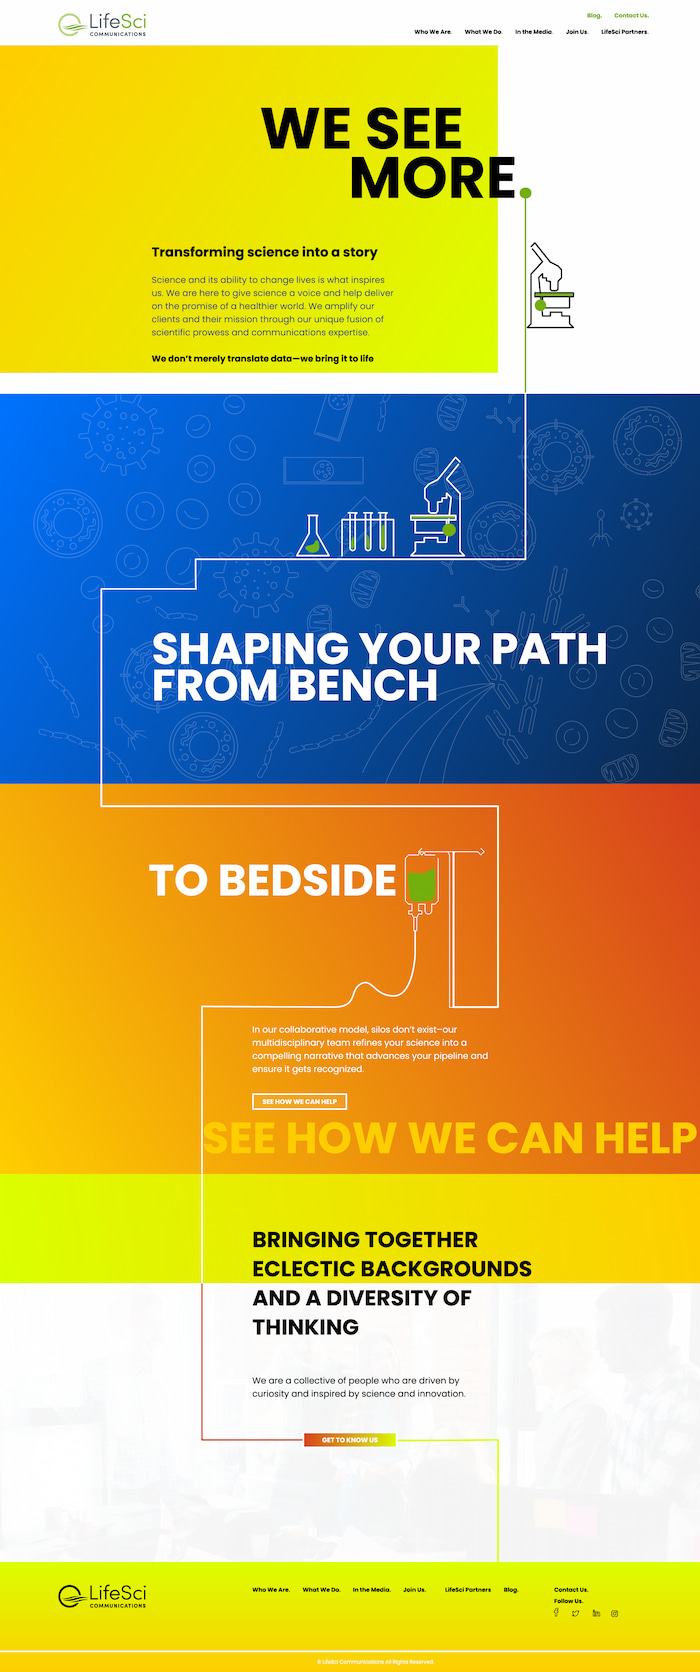 LifeSci
COMMUNICATIONS
Blog. Contact Us.
Who We Are. What We Do. In the Media. Join Us. LifeSci Partners.
WE SEE
MORE.
Transforming science into a story
Science and its ability to change lives is what inspires
us. We are here to give science a voice and help deliver
on the promise of a healthier world. We amplify our
clients and their mission through our unique fusion of
scientific prowess and communications expertise.
We don't merely translate data—we bring it to life
SHAPING YOUR PATH
FROM BENCH
TO BEDSIDE
In our collaborative model, silos don't exist–our
multidisciplinary team refines your science into a
compelling narrative that advances your pipeline and
ensure it gets recognized.
SEE HOW WE CAN HELP
SEE HOW WE CAN HELP
BRINGING TOGETHER
ECLECTIC BACKGROUNDS
AND A DIVERSITY OF
THINKING
We are a collective of people who are driven by
curiosity and inspired by science and innovation.
GET TO KNOW US
LifeSci
COMMUNICATIONS
Who We Are. What We Do. In the Media. Join Us. LifeSci Partners Blog. Contact Us.
Follow Us.
© LifeSci Communications All Rights Reserved.